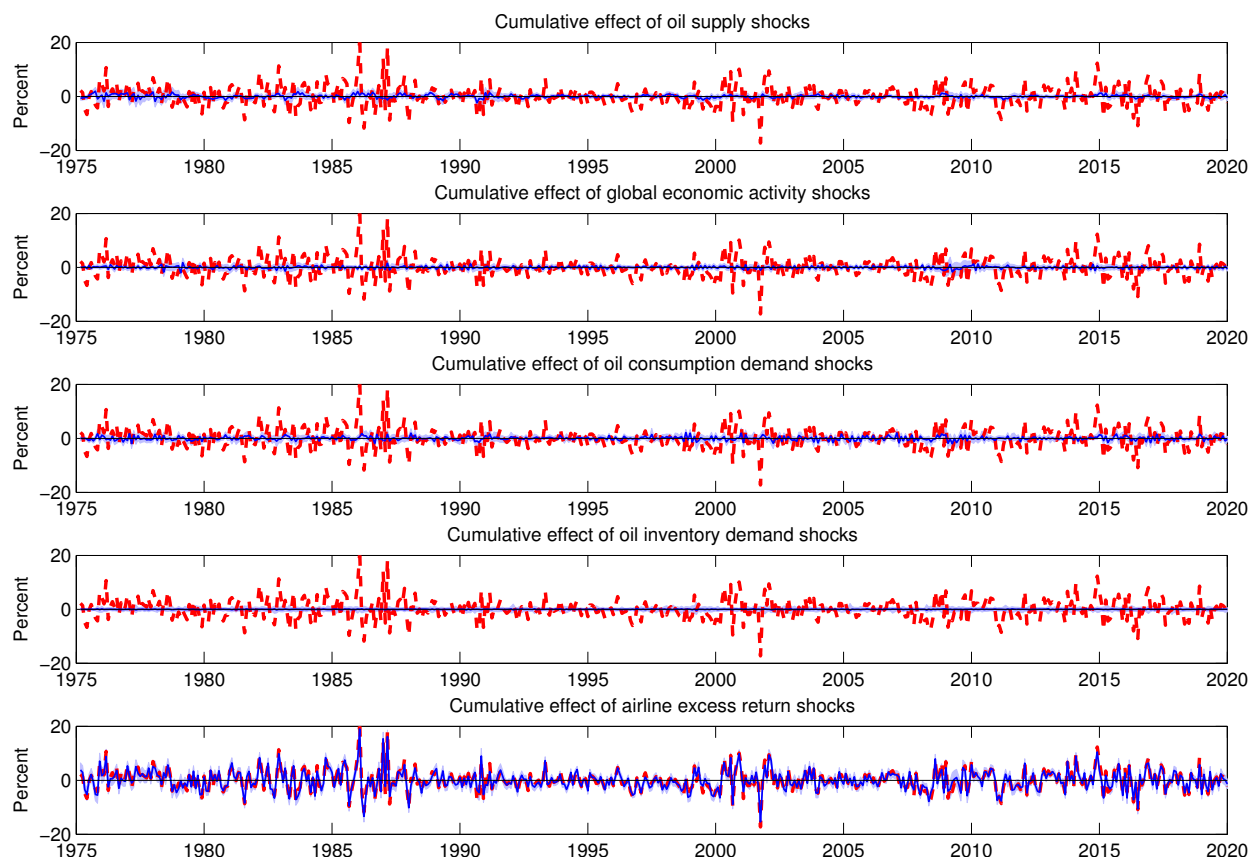 Cumulative effect of oil supply shocks
20
0
−20
Percent
1975 1980 1985 1990 1995 2000 2005 2010 2015 2020
Cumulative effect of global economic activity shocks
20
0
−20
Percent
1975 1980 1985 1990 1995 2000 2005 2010 2015 2020
Cumulative effect of oil consumption demand shocks
20
0
−20
Percent
1975 1980 1985 1990 1995 2000 2005 2010 2015 2020
Cumulative effect of oil inventory demand shocks
20
0
−20
Percent
1975 1980 1985 1990 1995 2000 2005 2010 2015 2020
Cumulative effect of airline excess return shocks
20
0
−20
Percent
1975 1980 1985 1990 1995 2000 2005 2010 2015 2020